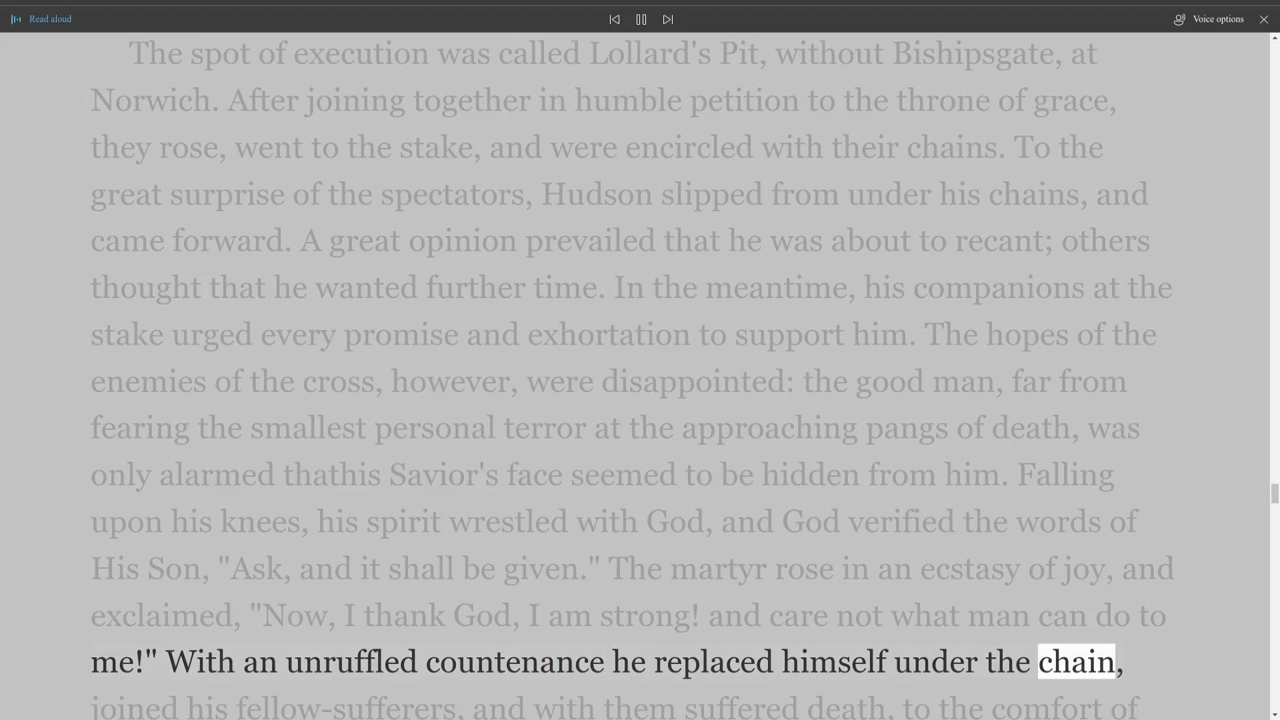 Read aloud
Voice options
The spot of execution was called Lollard's Pit, without Bishipsgate, at
Norwich. After joining together in humble petition to the throne of grace,
they rose, went to the stake, and were encircled with their chains. To the
great surprise of the spectators, Hudson slipped from under his chains, and
came forward. A great opinion prevailed that he was about to recant; others
thought that he wanted further time. In the meantime, his companions at the
stake urged every promise and exhortation to support him. The hopes of the
enemies of the cross, however, were disappointed: the good man, far from
fearing the smallest personal terror at the approaching pangs of death, was
only alarmed thathis Savior's face seemed to be hidden from him. Falling
upon his knees, his spirit wrestled with God, and God verified the words of
His Son, "Ask, and it shall be given." The martyr rose in an ecstasy of joy, and
exclaimed, "Now, I thank God, I am strong! and care not what man can do to
me!" With an unruffled countenance he replaced himself under the chain,
joined his fellow-sufferers, and with them suffered death, to the comfort of